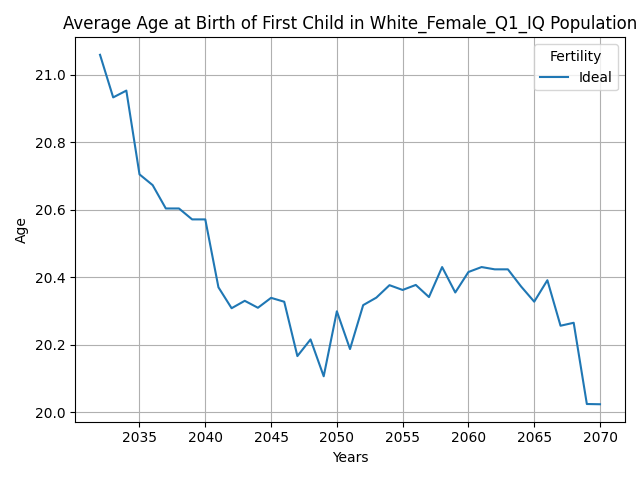 Average Age at Birth of First Child in White_Female_Q1_IQ Population
Fertility
Ideal
Age
21.0
20.8
20.6
20.4
20.2
20.0
2035 2040 2045 2050 2055 2060 2065 2070
Years